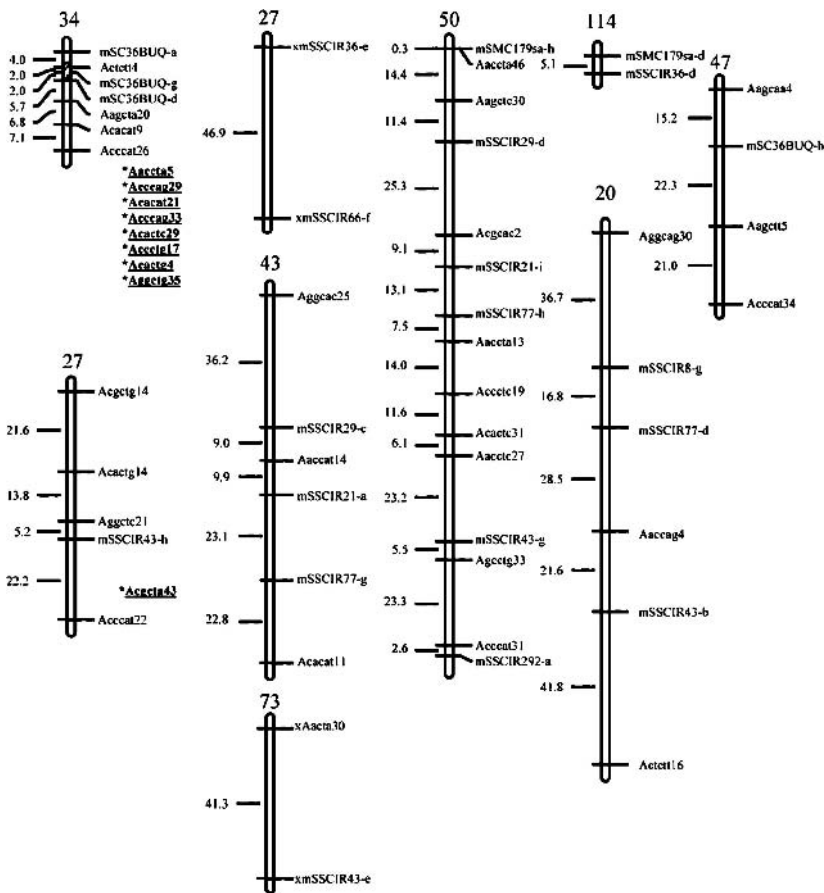 34
4.0
2.0
2.0
5.7
6.8
7.1
mSC36BUQ-a
Actctt4
mSC36BUQ-g
mSC36BUQ-d
Aagcta20
Acacat9
Acccat26
*Aaccta5
*Acccag29
*Acacat21
*Acccag33
*Acactc29
*Accctg17
*Acactg4
*Aggctg35
27
46.9
xmSSCIR36-e
xmSSCIR66-f
50
0.3
14.4
11.4
25.3
9.1
13.1
7.5
14.0
11.6
6.1
23.2
5.5
23.3
2.6
mSMC179sa-h
Aaccta46
Aagctc30
mSSCIR29-d
Acgcac2
mSSCIR21-i
mSSCIR77-h
Aaccta13
Accctc19
Acactc31
Aacctc27
mSSCIR43-g
Agcctg33
Acccat31
mSSCIR292-a
114
5.1
mSMC179sa-d
mSSCIR36-d
47
15.2
22.3
21.0
Aagcaa4
mSC36BUQ-h
Aagctt5
Acccat34
27
21.6
13.8
5.2
22.2
Acgctg14
Acactg14
Aggctc21
mSSCIR43-h
*Acgcta43
Acccat22
43
36.2
9.0
9.9
23.1
22.8
Aggcac25
mSSCIR29-c
Aaccat14
mSSCIR21-a
mSSCIR77-g
Acacat11
20
36.7
16.8
28.5
21.6
41.8
Aggcag30
mSSCIR8-g
mSSCIR77-d
Aaccag4
mSSCIR43-b
Actctt16
73
41.3
xAacta30
xmSSCIR43-e